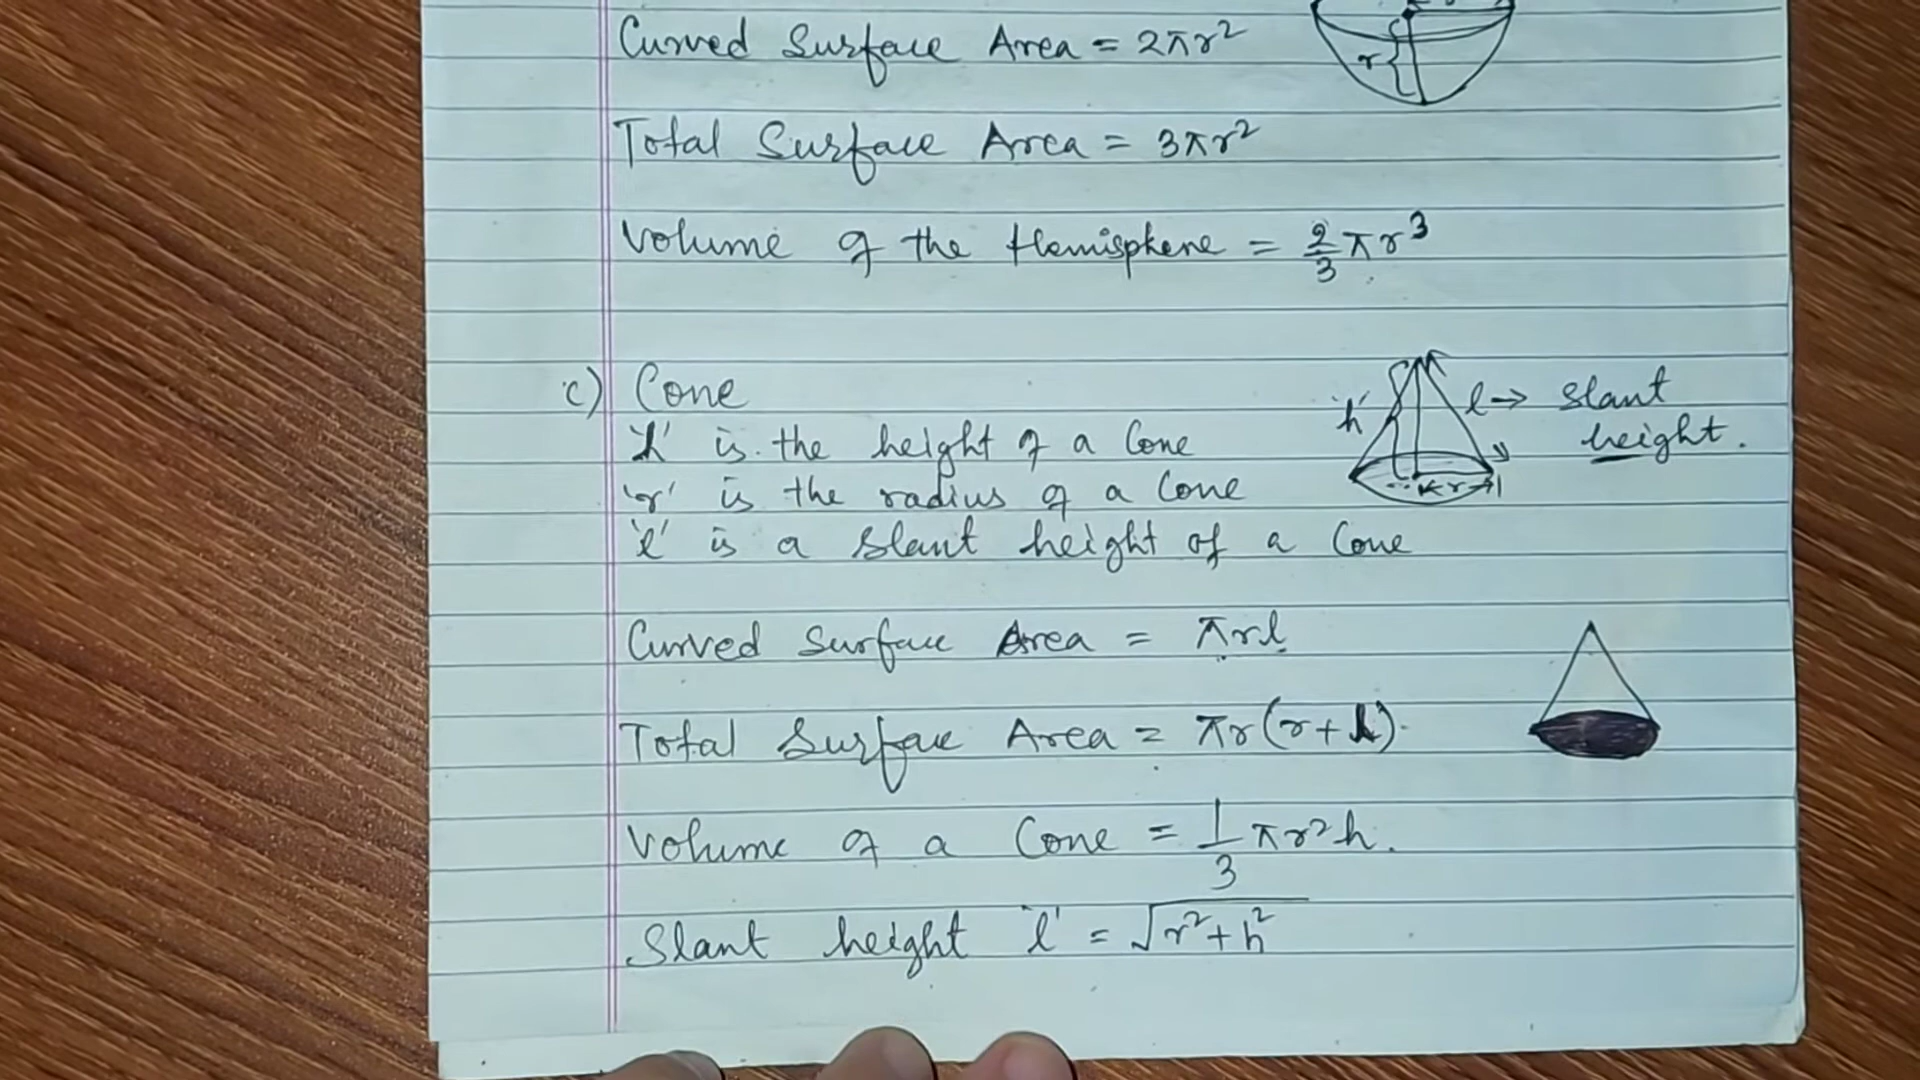 Curved Surface Area = 2πr²
r
Total Surface Area = 3πr²
Volume of the Hemisphere = 2/3 πr³
c) Cone
'h' l → slant
'h' is the height of a Cone height.
'r' is the radius of a Cone r
'l' is a slant height of a Cone
Curved Surface Area = πrl
Total Surface Area = πr(r+l).
Volume of a Cone = 1/3 πr²h.
Slant height 'l' = √r²+h²